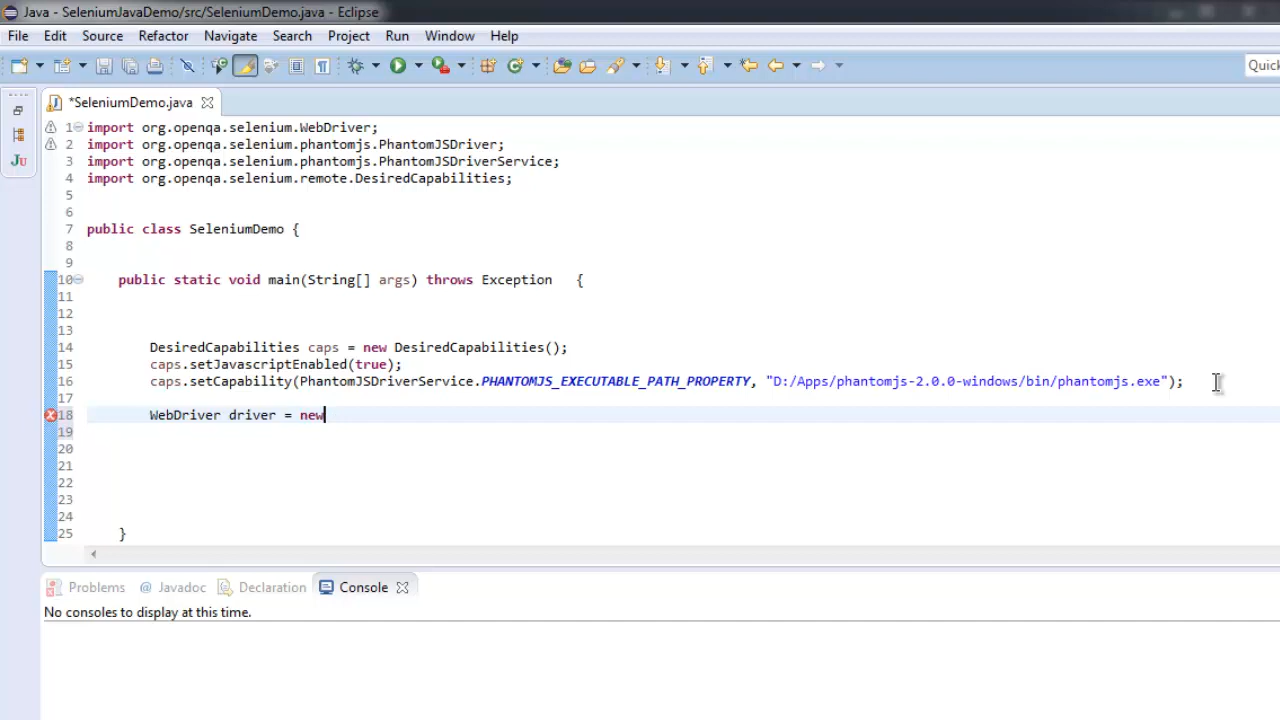 Java - SeleniumJavaDemo/src/SeleniumDemo.java - Eclipse
File Edit Source Refactor Navigate Search Project Run Window Help
Quick
*SeleniumDemo.java
1 import org.openqa.selenium.WebDriver;
2 import org.openqa.selenium.phantomjs.PhantomJSDriver;
3 import org.openqa.selenium.phantomjs.PhantomJSDriverService;
4 import org.openqa.selenium.remote.DesiredCapabilities;
5
6
7 public class SeleniumDemo {
8
9
10 public static void main(String[] args) throws Exception {
11
12
13
14 DesiredCapabilities caps = new DesiredCapabilities();
15 caps.setJavascriptEnabled(true);
16 caps.setCapability(PhantomJSDriverService.PHANTOMJS_EXECUTABLE_PATH_PROPERTY, "D:/Apps/phantomjs-2.0.0-windows/bin/phantomjs.exe");
17
18 WebDriver driver = new
19
20
21
22
23
24
25 }
Problems @ Javadoc Declaration Console
No consoles to display at this time.